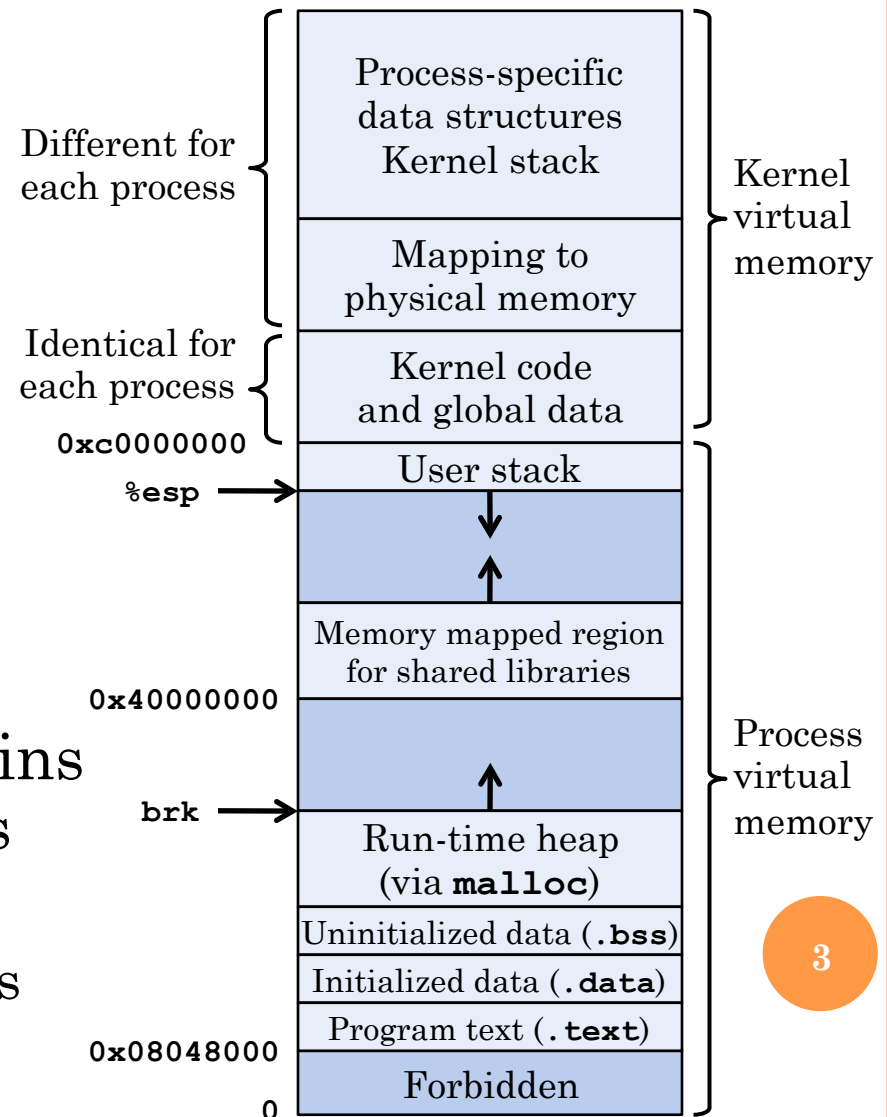 Process-specific
data structures
Kernel stack
Different for
each process
Kernel
virtual
memory
Mapping to
physical memory
Identical for
each process
Kernel code
and global data
0xc0000000
User stack
%esp
Memory mapped region
for shared libraries
0x40000000
ins
Process
virtual
memory
brk
s
Run-time heap
(via malloc)
Uninitialized data (.bss)
3
Initialized data (.data)
s
Program text (.text)
0x08048000
Forbidden
0